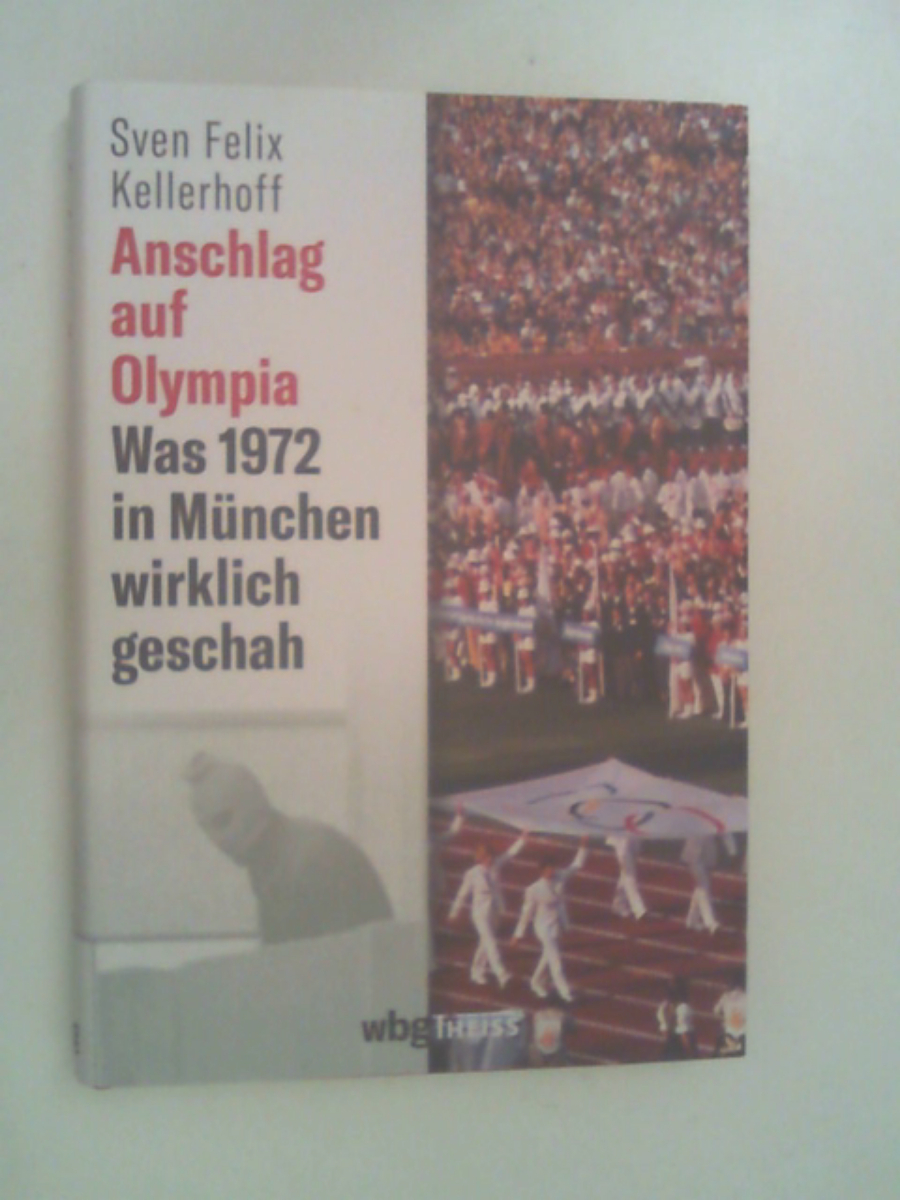 Sven Felix
Kellerhoff
Anschlag
auf
Olympia
Was 1972
in München
wirklich
geschah
wbg THEISS